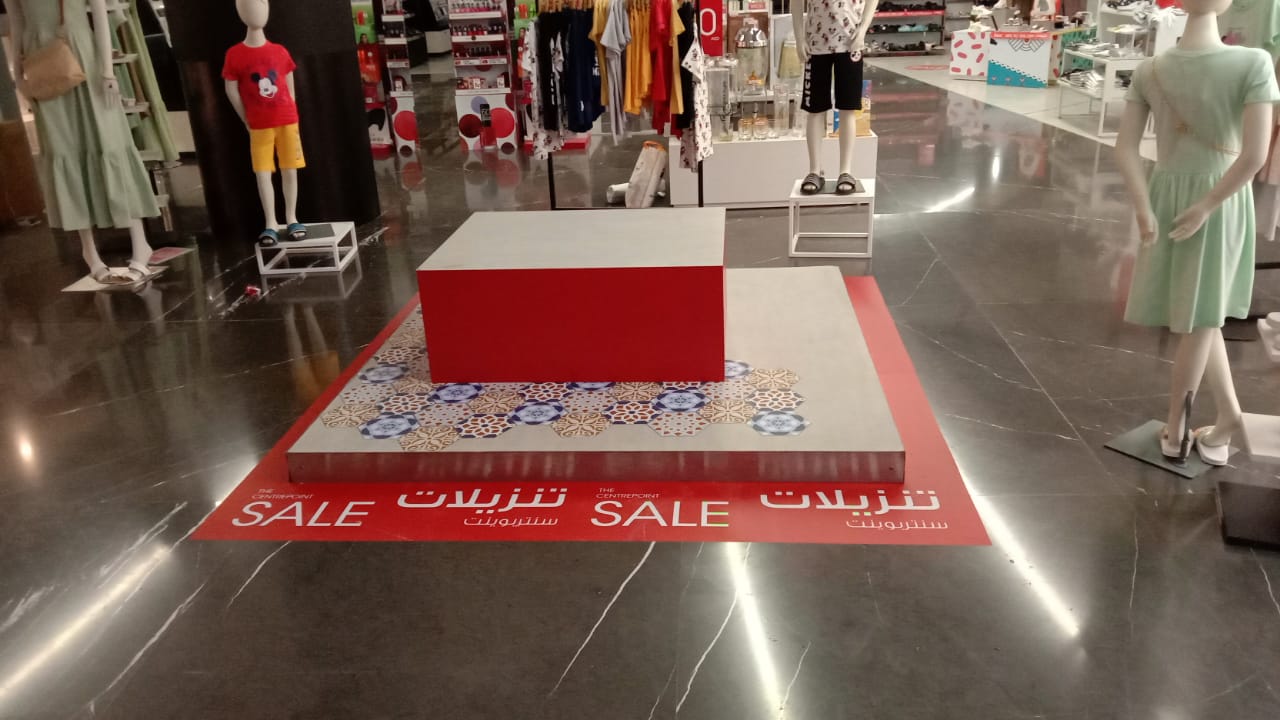 THE
CENTREPOINT
SALE
تنزيلات
سنتربوينت
THE
CENTREPOINT
SALE
تنزيلات
سنتربوينت